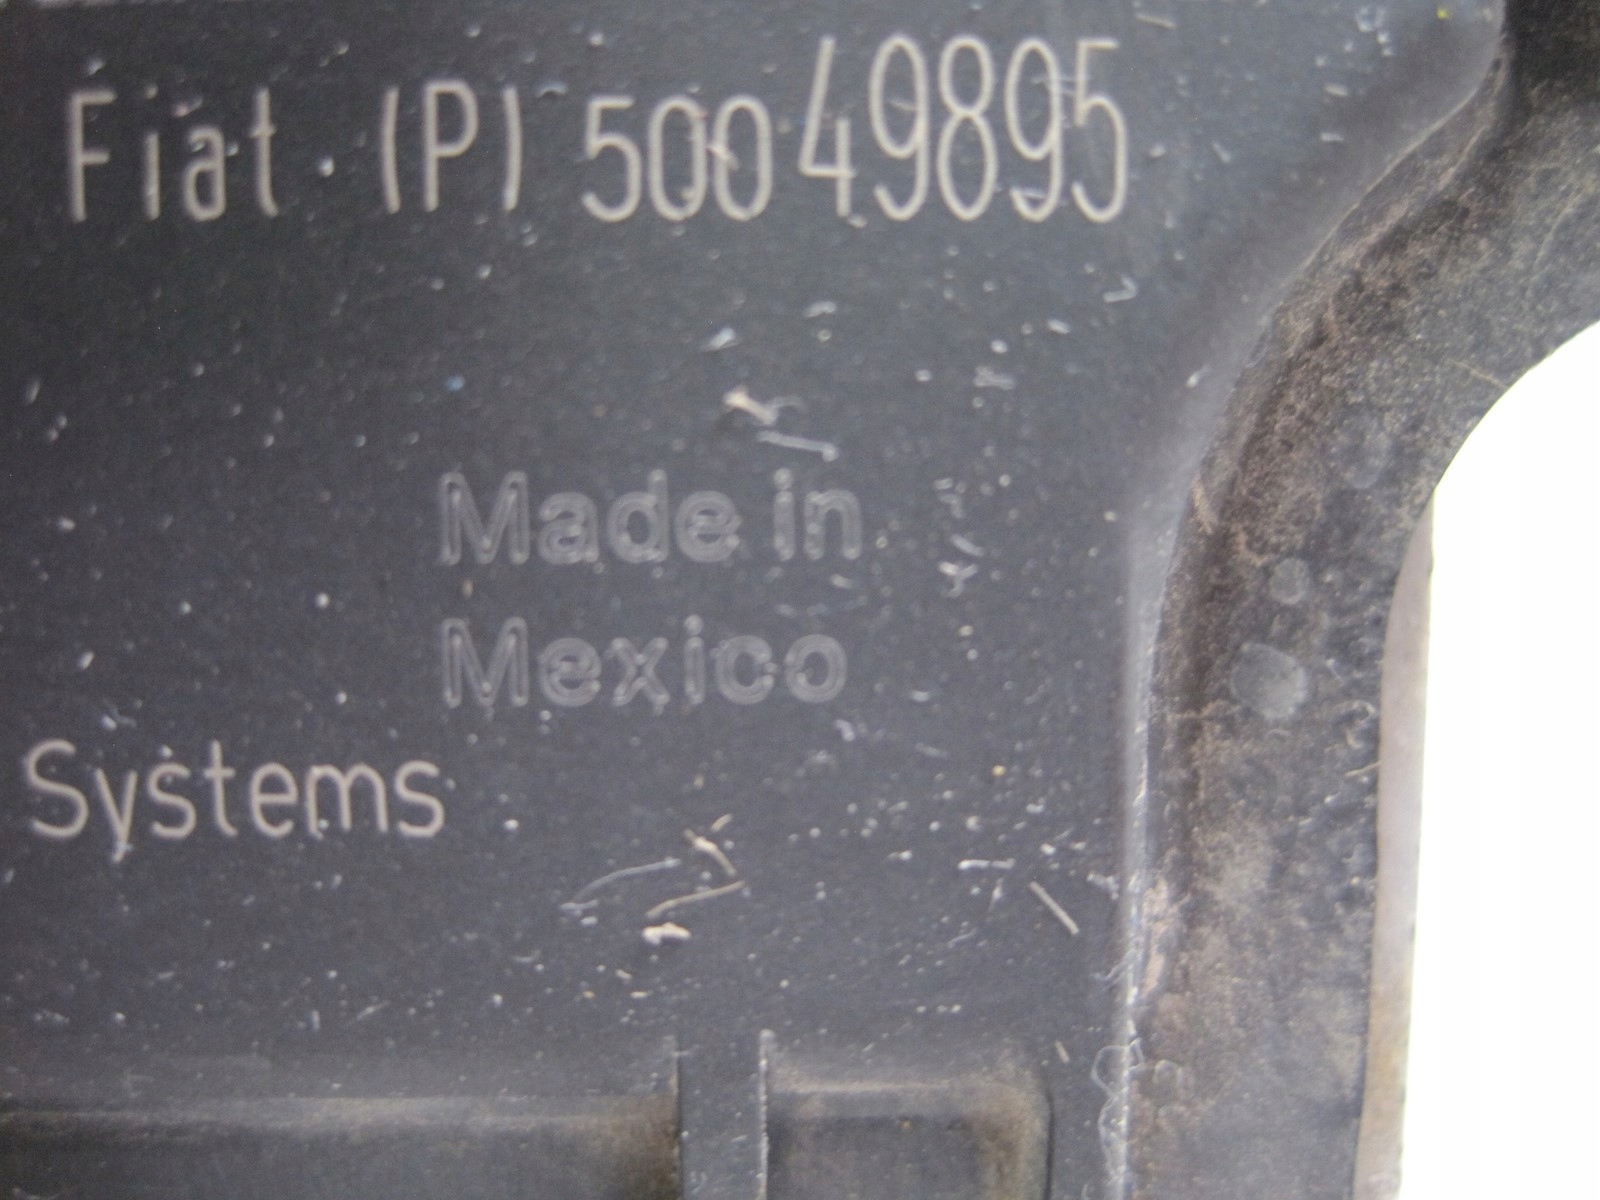 Fiat (P) 50049895
Made in
Mexico
Systems